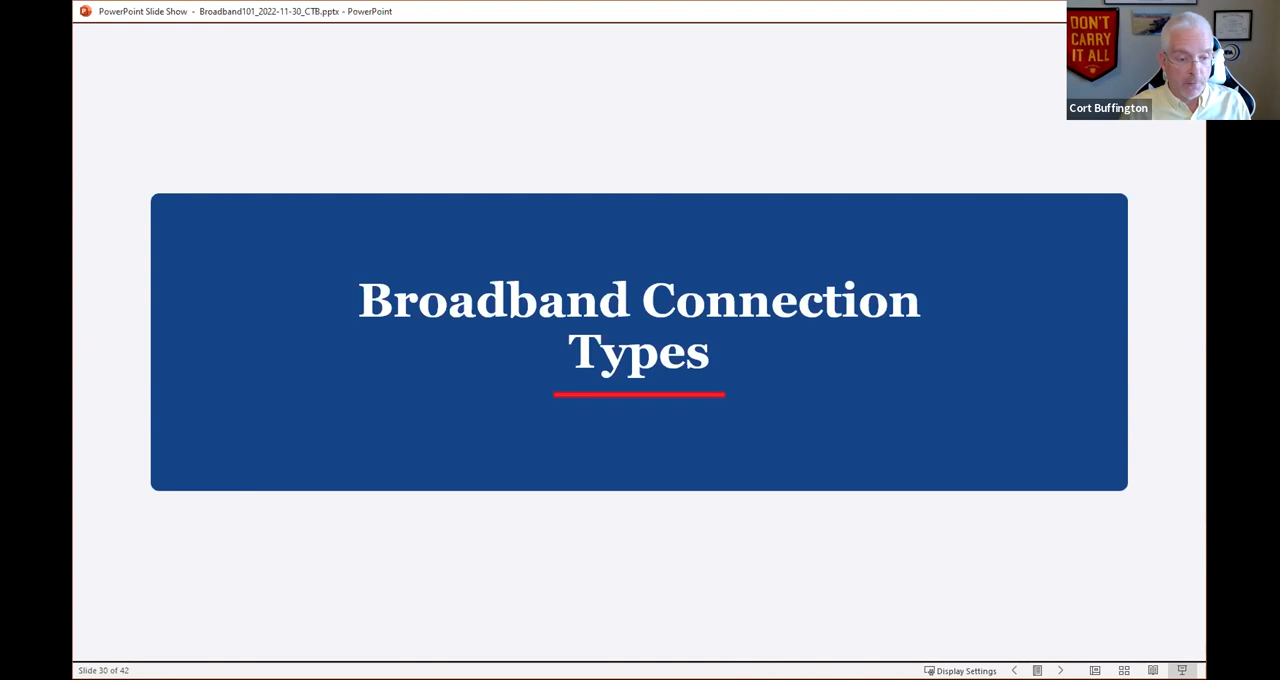 PowerPoint Slide Show - Broadband101_2022-11-30_CTB.pptx - PowerPoint
DON'T
CARRY
IT ALL
Cort Buffington
Broadband Connection
Types
Slide 30 of 42
Display Settings